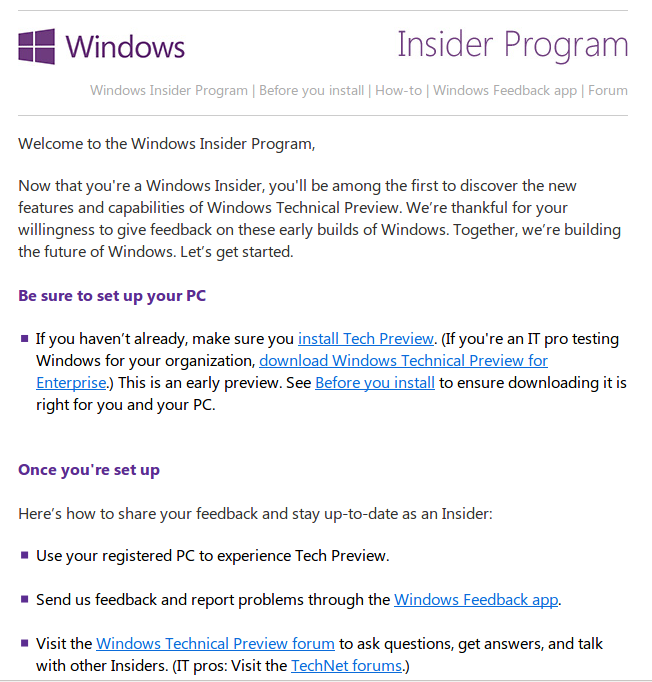 Windows
Insider Program
Windows Insider Program | Before you install | How-to | Windows Feedback app | Forum
Welcome to the Windows Insider Program,
Now that you're a Windows Insider, you'll be among the first to discover the new
features and capabilities of Windows Technical Preview. We’re thankful for your
willingness to give feedback on these early builds of Windows. Together, we’re building
the future of Windows. Let’s get started.
Be sure to set up your PC
If you haven’t already, make sure you install Tech Preview. (If you're an IT pro testing
Windows for your organization, download Windows Technical Preview for
Enterprise.) This is an early preview. See Before you install to ensure downloading it is
right for you and your PC.
Once you're set up
Here’s how to share your feedback and stay up-to-date as an Insider:
Use your registered PC to experience Tech Preview.
Send us feedback and report problems through the Windows Feedback app.
Visit the Windows Technical Preview forum to ask questions, get answers, and talk
with other Insiders. (IT pros: Visit the TechNet forums.)